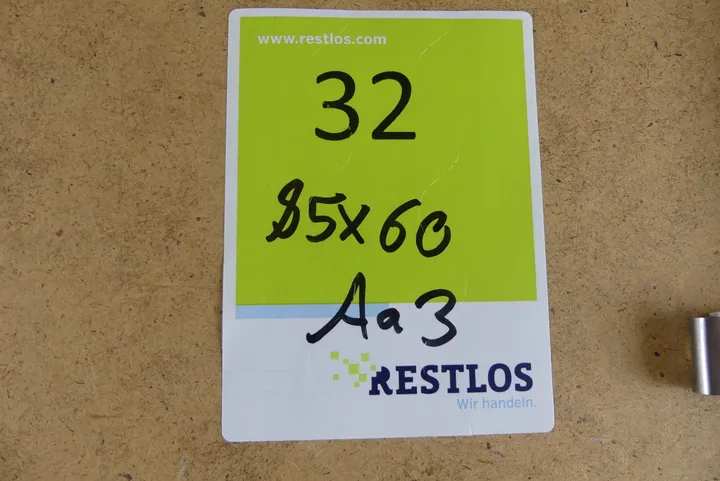 www.restlos.com
32
85x60
Aa3
RESTLOS
Wir handeln.